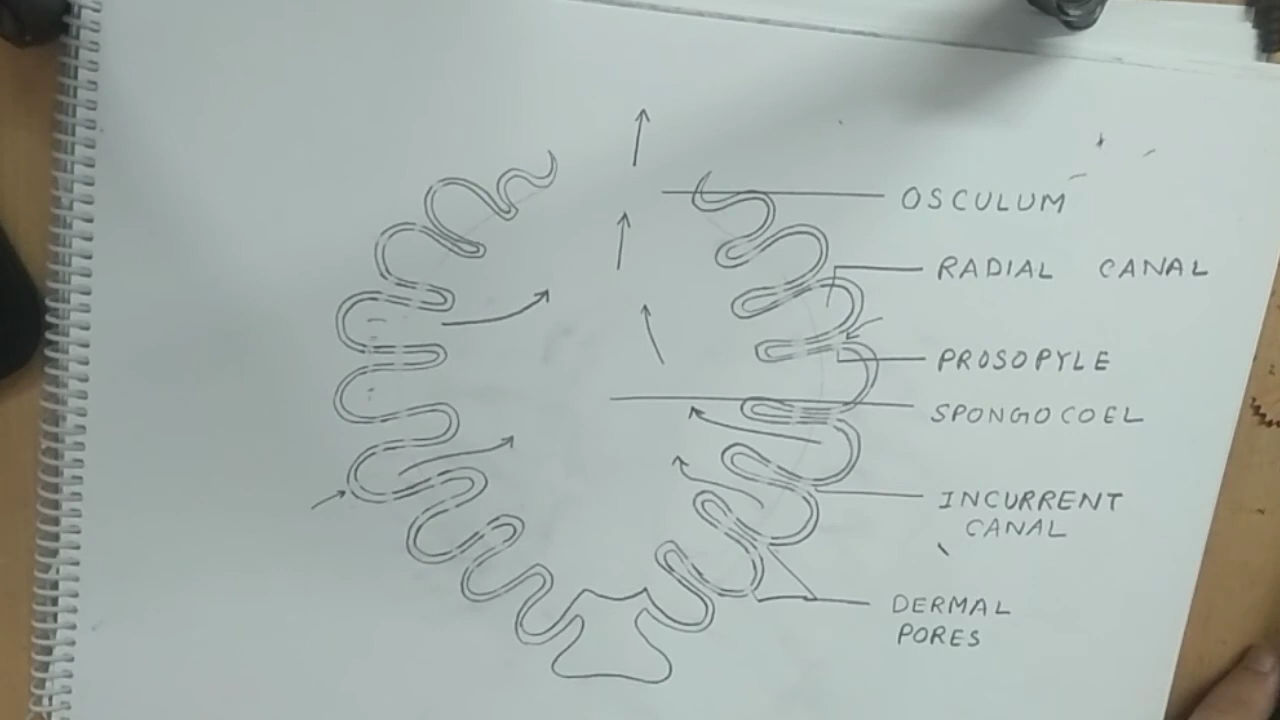 OSCULUM
RADIAL CANAL
PROSOPYLE
SPONGOCOEL
INCURRENT
CANAL
DERMAL
PORES